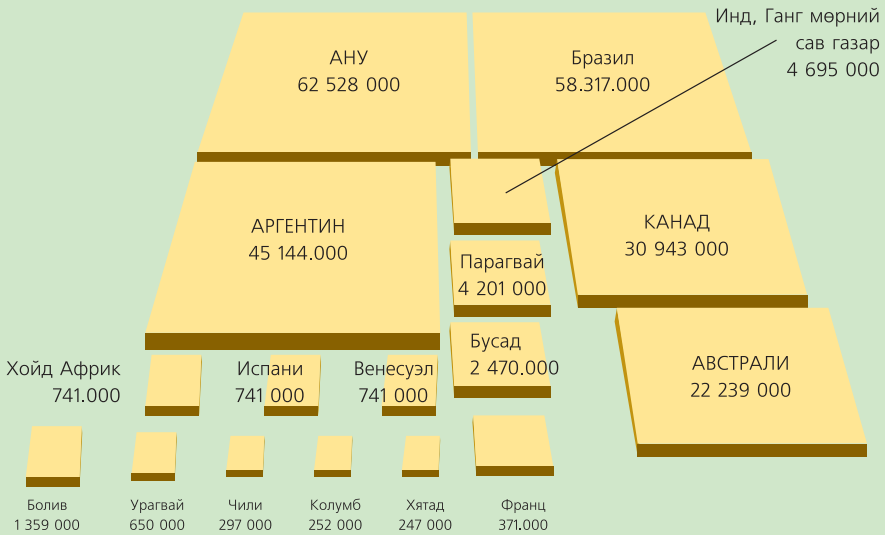 АНУ
62 528 000
Бразил
58.317.000
Инд, Ганг мөрний
сав газар
4 695 000
АРГЕНТИН
45 144.000
КАНАД
30 943 000
Парагвай
4 201 000
Бусад
2 470.000
АВСТРАЛИ
22 239 000
Хойд Африк
741.000
Испани
741 000
Венесуэл
741 000
Болив
1 359 000
Урагвай
650 000
Чили
297 000
Колумб
252 000
Хятад
247 000
Франц
371.000